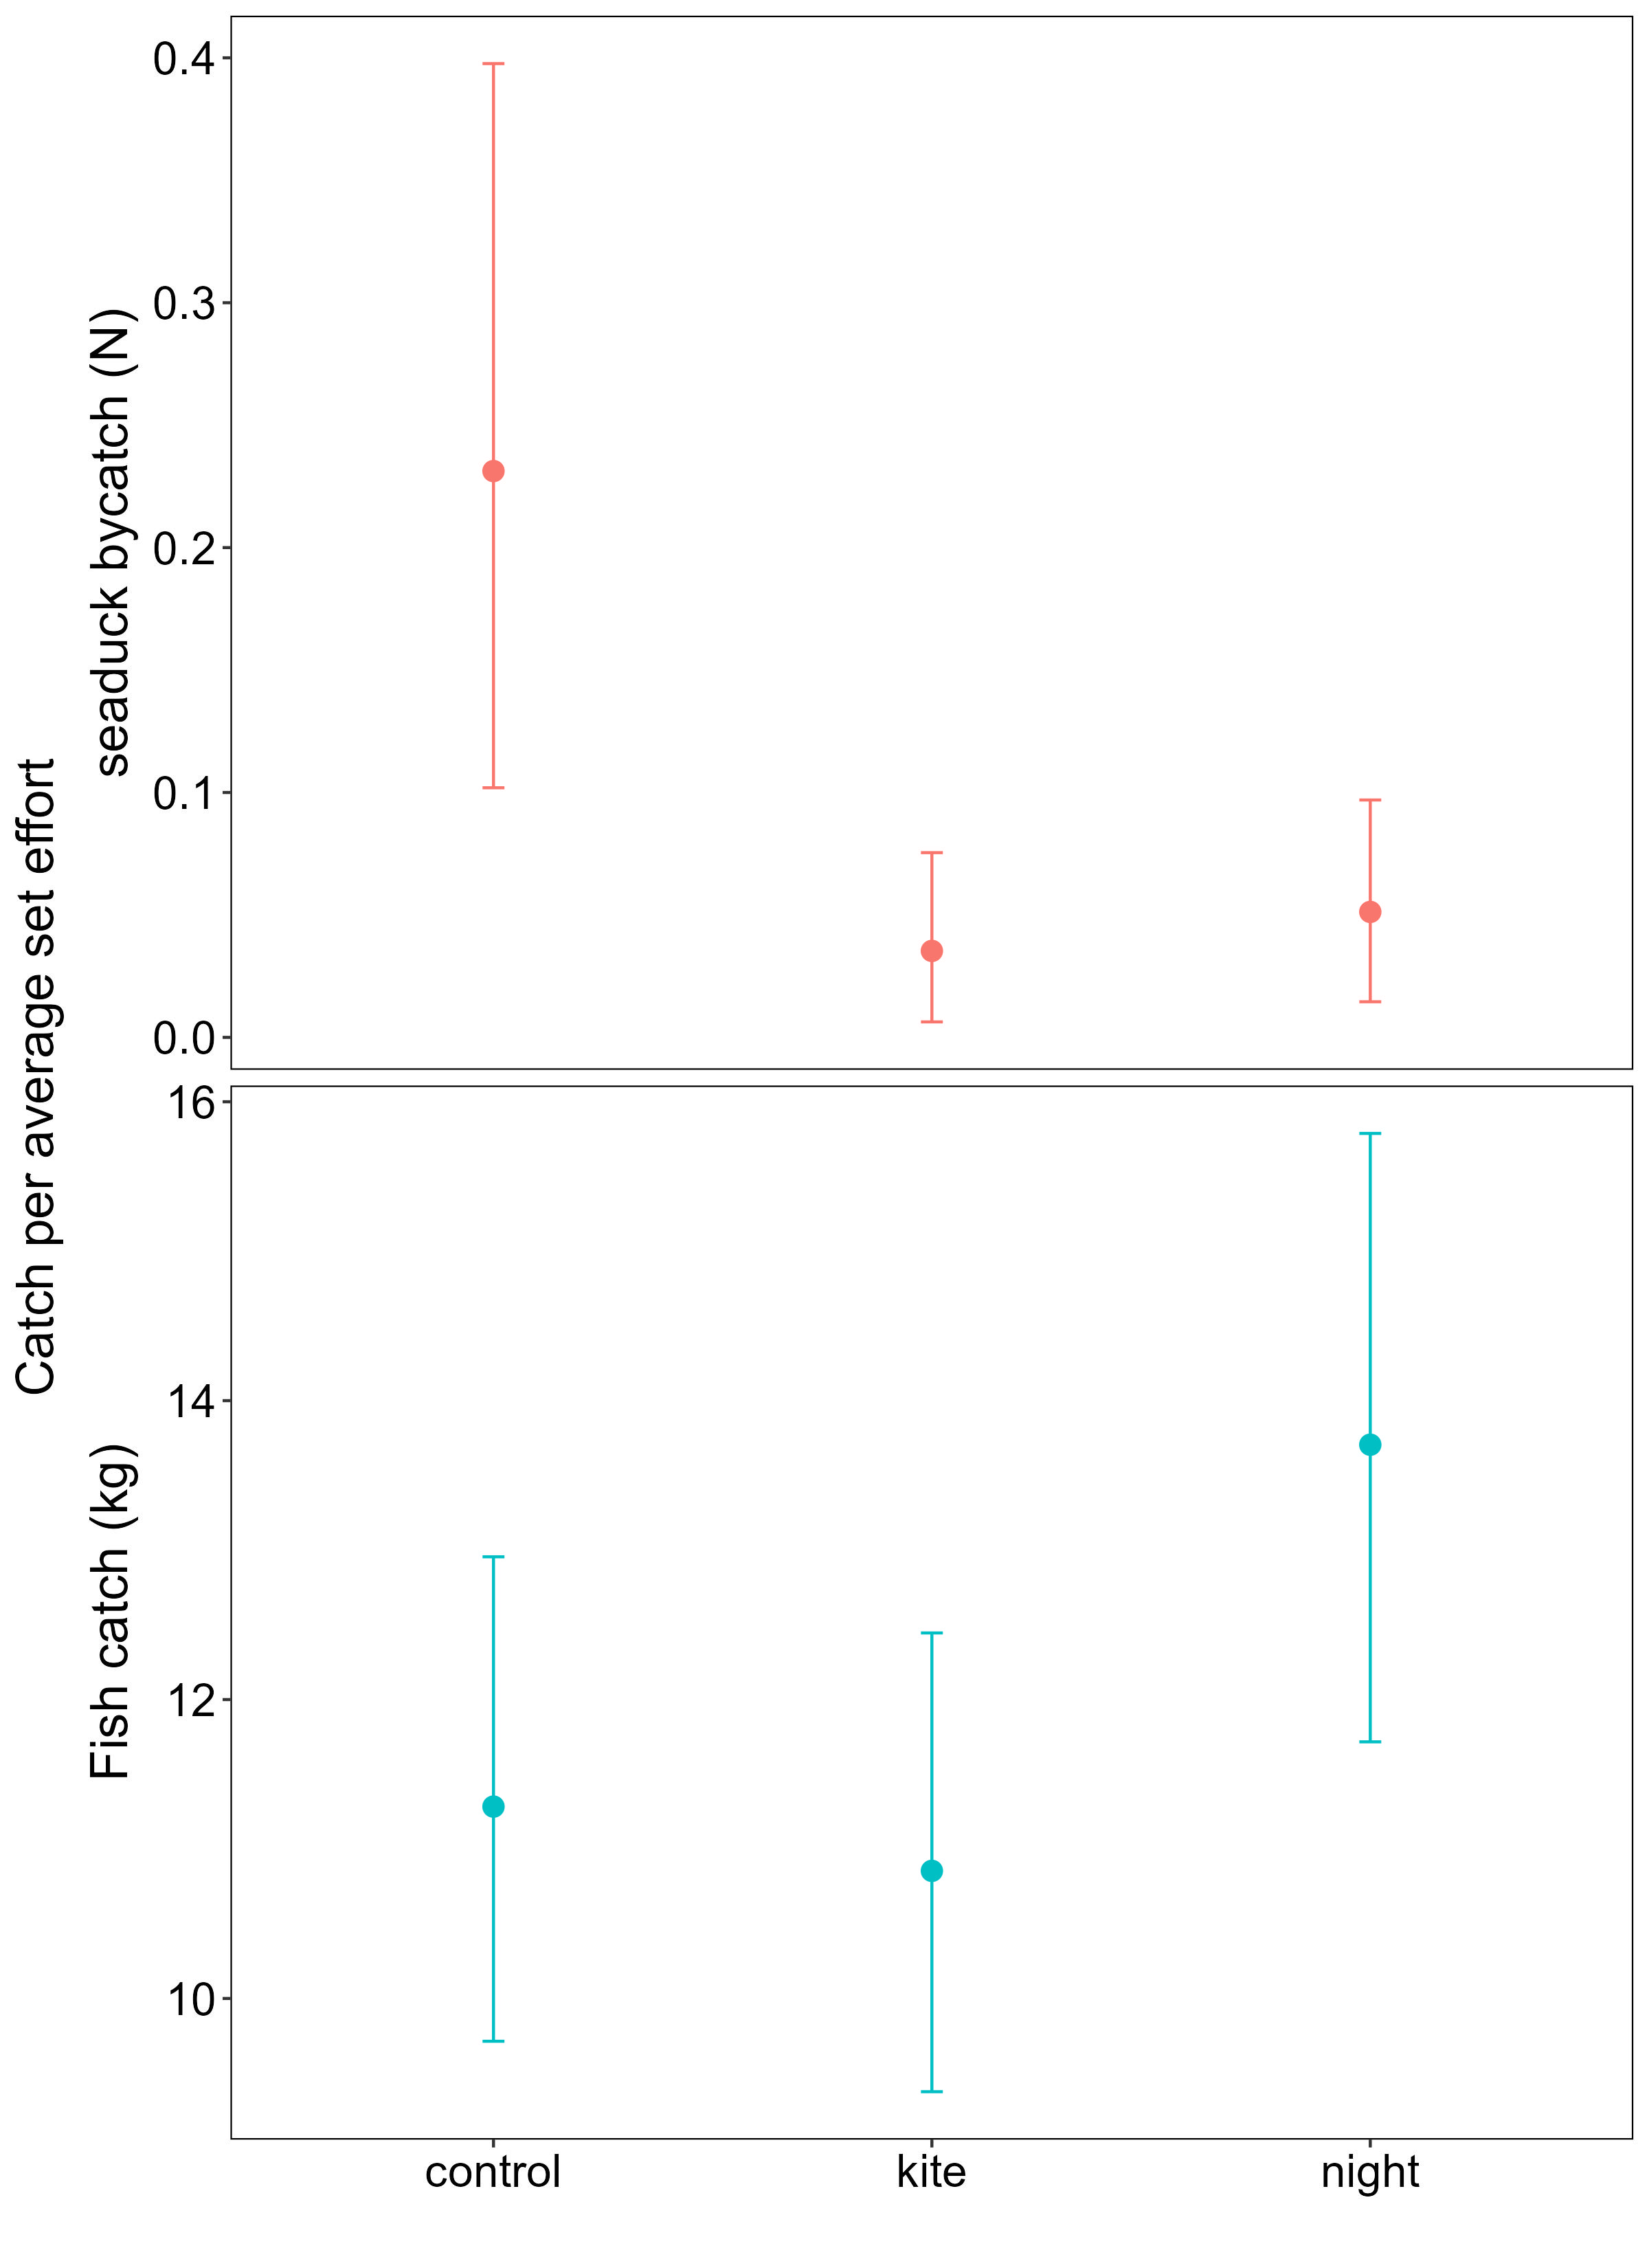 Catch per average set effort
seaduck bycatch (N)
0.4
0.3
0.2
0.1
0.0
Fish catch (kg)
16
14
12
10
control kite night